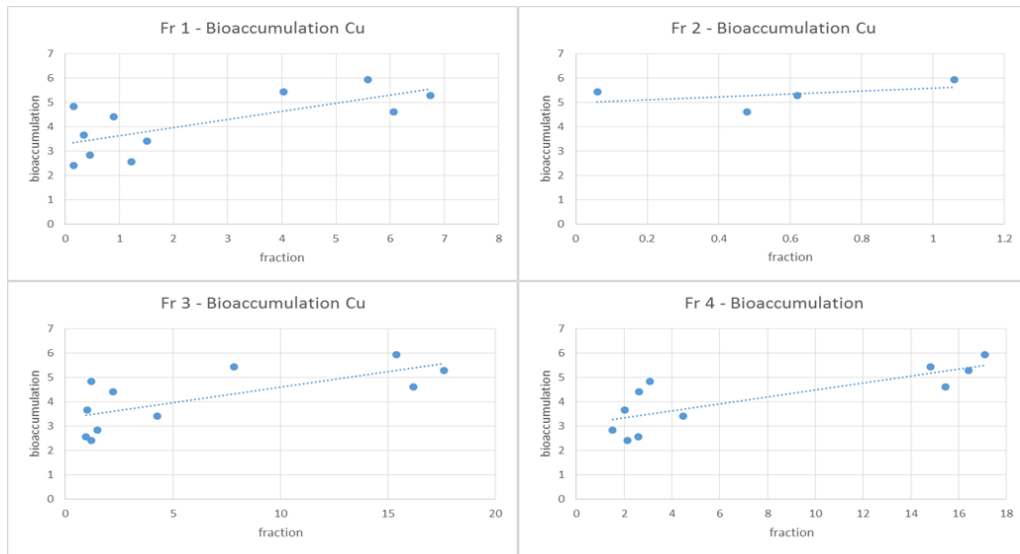 Fr 1 - Bioaccumulation Cu
7
6
5
4
3
2
1
0
bioaccumulation
0 1 2 3 4 5 6 7 8
fraction
Fr 2 - Bioaccumulation Cu
7
6
5
4
3
2
1
0
bioaccumulation
0 0.2 0.4 0.6 0.8 1 1.2
fraction
Fr 3 - Bioaccumulation Cu
7
6
5
4
3
2
1
0
bioaccumulation
0 5 10 15 20
fraction
Fr 4 - Bioaccumulation
7
6
5
4
3
2
1
0
bioaccumulation
0 2 4 6 8 10 12 14 16 18
fraction